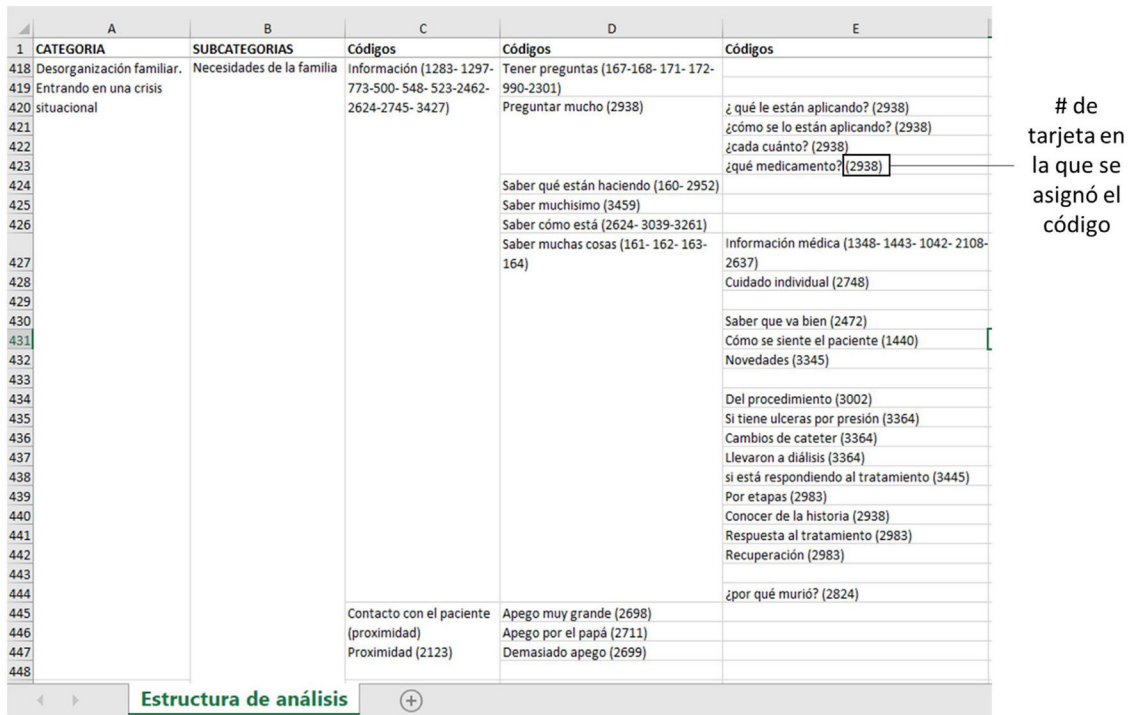 A B C D E
1 CATEGORIA SUBCATEGORIAS Códigos Códigos Códigos
418 Desorganización familiar. Necesidades de la familia Información (1283- 1297- Tener preguntas (167-168- 171- 172-
419 Entrando en una crisis 773-500- 548- 523-2462- 990-2301)
420 situacional 2624-2745- 3427) Preguntar mucho (2938) ¿ qué le están aplicando? (2938)
421 ¿cómo se lo están aplicando? (2938)
422 ¿cada cuánto? (2938)
423 ¿qué medicamento? (2938)
424 Saber qué están haciendo (160- 2952)
425 Saber muchisimo (3459)
426 Saber cómo está (2624- 3039-3261)
Saber muchas cosas (161- 162- 163- Información médica (1348- 1443- 1042- 2108-
427 164) 2637)
428 Cuidado individual (2748)
429
430 Saber que va bien (2472)
431 Cómo se siente el paciente (1440)
432 Novedades (3345)
433
434 Del procedimiento (3002)
435 Si tiene ulceras por presión (3364)
436 Cambios de cateter (3364)
437 Llevaron a diálisis (3364)
438 si está respondiendo al tratamiento (3445)
439 Por etapas (2983)
440 Conocer de la historia (2938)
441 Respuesta al tratamiento (2983)
442 Recuperación (2983)
443
444 ¿por qué murió? (2824)
445 Contacto con el paciente Apego muy grande (2698)
446 (proximidad) Apego por el papá (2711)
447 Proximidad (2123) Demasiado apego (2699)
448
Estructura de análisis
# de
tarjeta en
la que se
asignó el
código